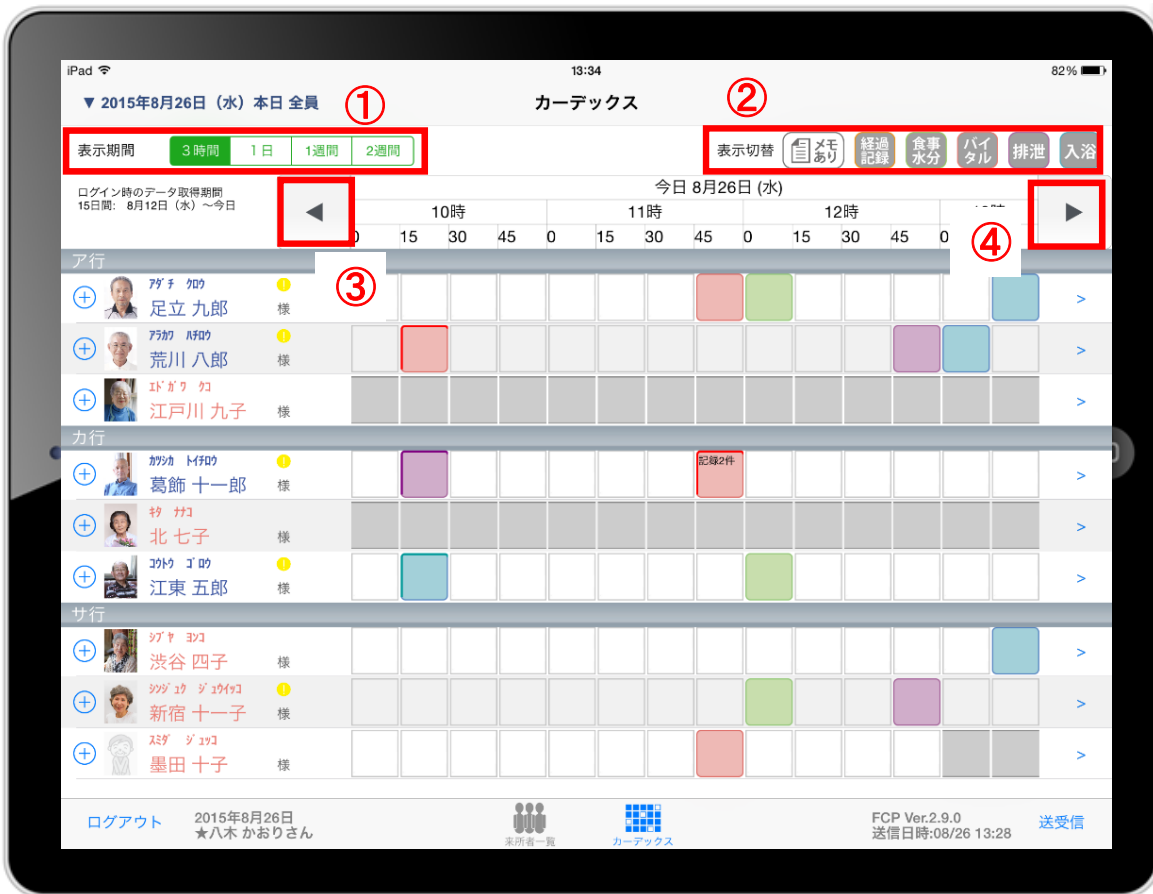 iPad 13:34 82%
▼ 2015年8月26日（水）本日 全員 ① カーデックス ②
表示期間 3時間 1日 1週間 2週間 表示切替 メモあり 経過記録 食事水分 バイタル 排泄 入浴
ログイン時のデータ取得期間
15日間: 8月12日（水）～今日
今日 8月26日 (水)
◀ 10時 11時 12時 ▶
0 15 30 45 0 15 30 45 0 15 30 45 0
③ ④
ア行
ｱﾀﾞﾁ ｸﾛｳ
足立 九郎 様 >
ｱﾗｶﾜ ﾊﾁﾛｳ
荒川 八郎 様 >
ｴﾄﾞｶﾞﾜ ｸｺ
江戸川 九子 様 >
カ行
ｶﾂｼｶ ﾄｲﾁﾛｳ 記録2件
葛飾 十一郎 様 >
ｷﾀ ﾅﾅｺ
北 七子 様 >
ｺｳﾄｳ ｺﾞﾛｳ
江東 五郎 様 >
サ行
ｼﾌﾞﾔ ﾖﾝｺ
渋谷 四子 様 >
ｼﾝｼﾞｭｸ ｼﾞｭｳｲｯｺ
新宿 十一子 様 >
ｽﾐﾀﾞ ｼﾞｭｯｺ
墨田 十子 様 >
ログアウト 2015年8月26日
★八木 かおりさん
来所者一覧 カーデックス
FCP Ver.2.9.0
送信日時:08/26 13:28
送受信